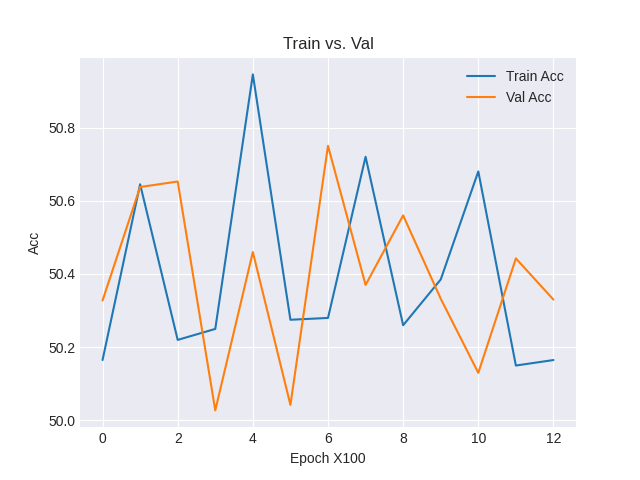 Train vs. Val
Train Acc
Val Acc
Acc
50.8
50.6
50.4
50.2
50.0
0 2 4 6 8 10 12
Epoch X100